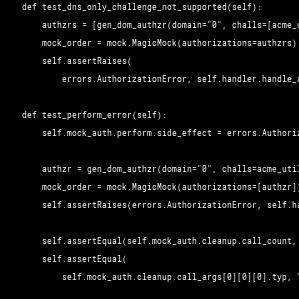 def test_dns_only_challenge_not_supported(self):
authzrs = [gen_dom_authzr(domain="0", challs=[acme_u
mock_order = mock.MagicMock(authorizations=authzrs)
self.assertRaises(
errors.AuthorizationError, self.handler.handle_a
def test_perform_error(self):
self.mock_auth.perform.side_effect = errors.Authoriz
authzr = gen_dom_authzr(domain="0", challs=acme_util
mock_order = mock.MagicMock(authorizations=[authzr])
self.assertRaises(errors.AuthorizationError, self.ha
self.assertEqual(self.mock_auth.cleanup.call_count,
self.assertEqual(
self.mock_auth.cleanup.call_args[0][0][0].typ, "